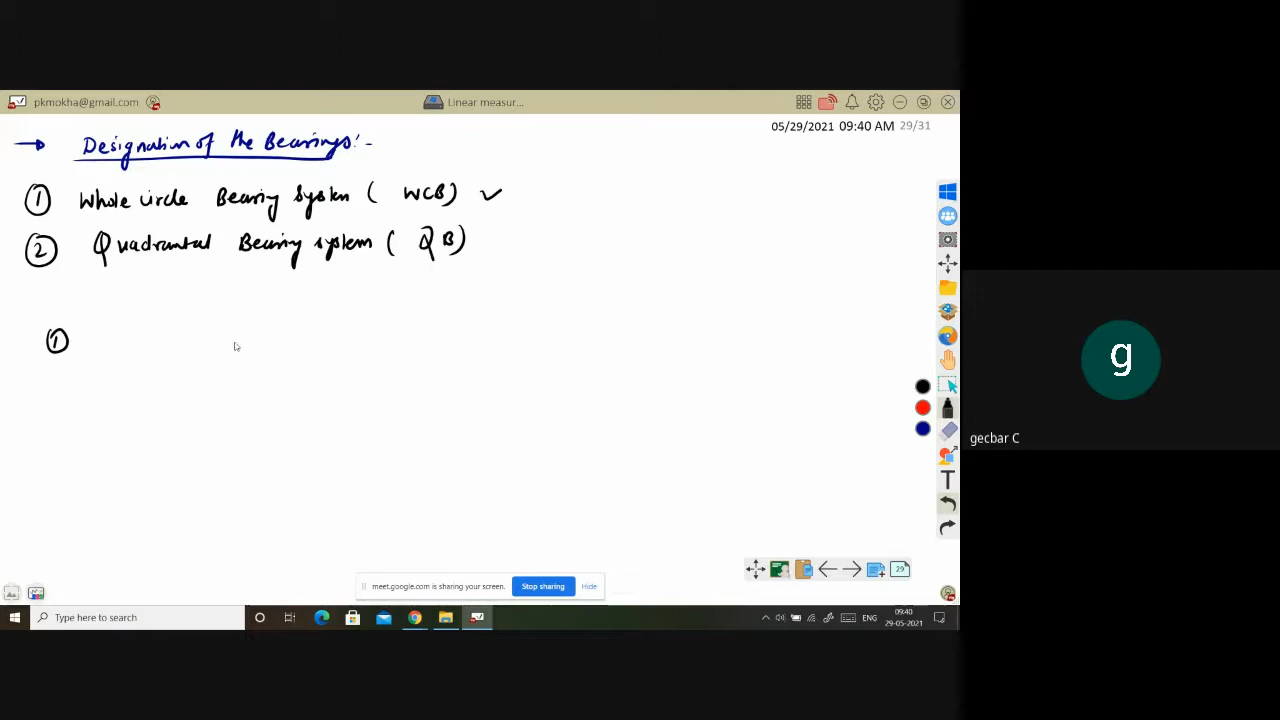 pkmokha@gmail.com
Linear measur...
05/29/2021 09:40 AM 29/31
→ Designation of the Bearings:-
① Whole circle Bearing System ( WCB) ✓
② Quadrantal Bearing system ( QB)
①
T
29
meet.google.com is sharing your screen. Stop sharing Hide
Type here to search
ENG
09:40
29-05-2021
g
gecbar C